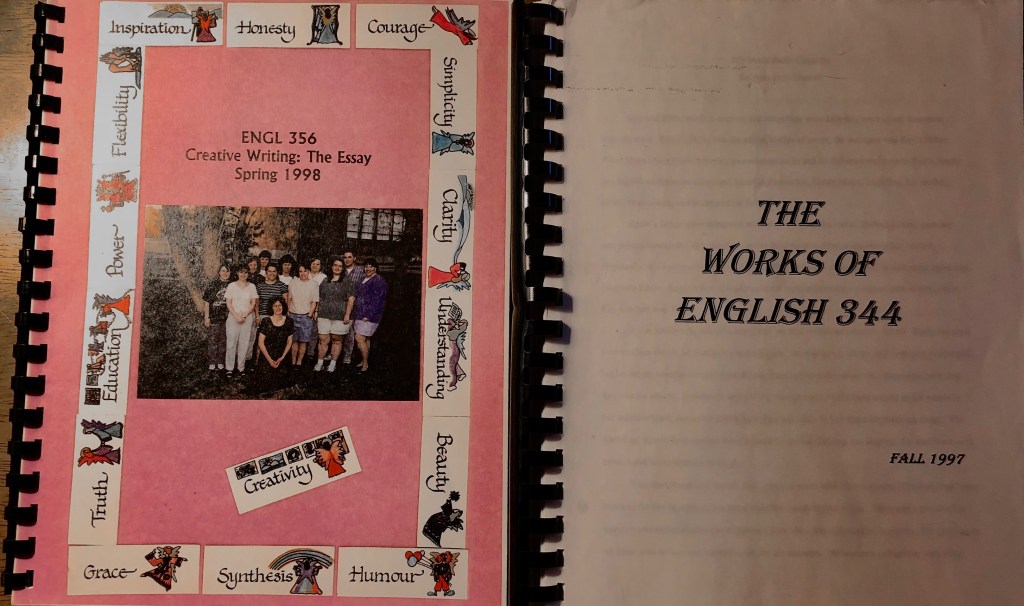 Inspiration
Honesty
Courage
Flexibility
Simplicity
ENGL 356
Creative Writing: The Essay
Spring 1998
Clarity
Power
Understanding
Education
Beauty
Creativity
Truth
Grace
Synthesis
Humour
THE
WORKS OF
ENGLISH 344
FALL 1997